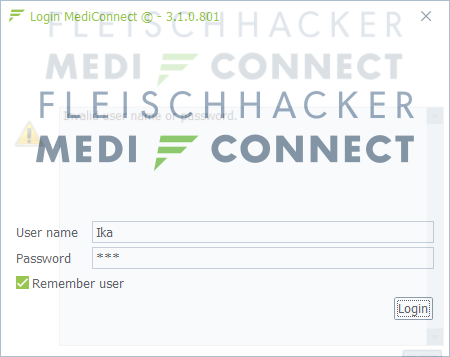 Login MediConnect © - 3.1.0.801
FLEISCHHACKER
MEDI CONNECT
FLEISCHHACKER
Invalid user name or password.
MEDI CONNECT
User name Ika
Password ***
Remember user
Login